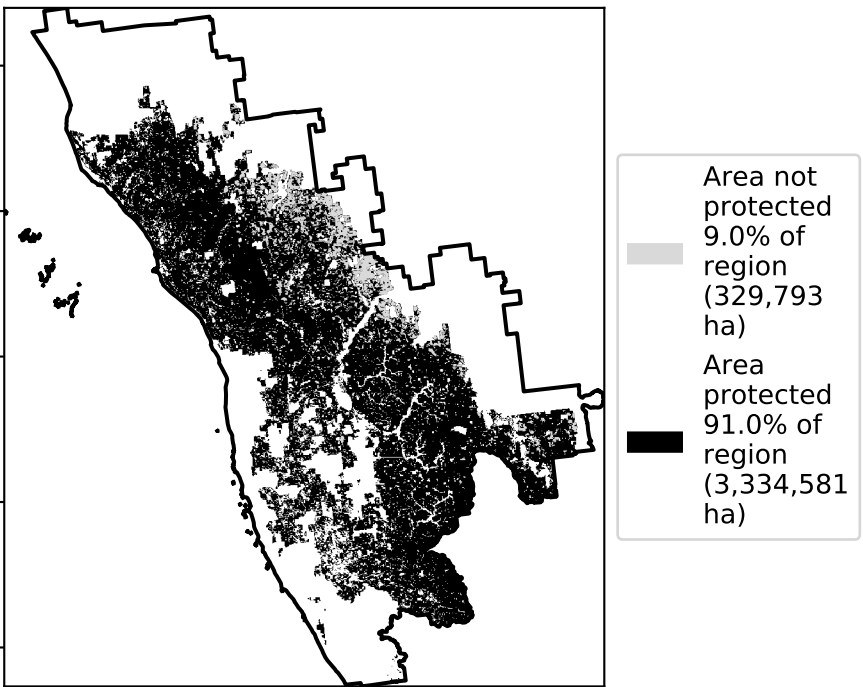 Area not
protected
9.0% of
region
(329,793
ha)
Area
protected
91.0% of
region
(3,334,581
ha)